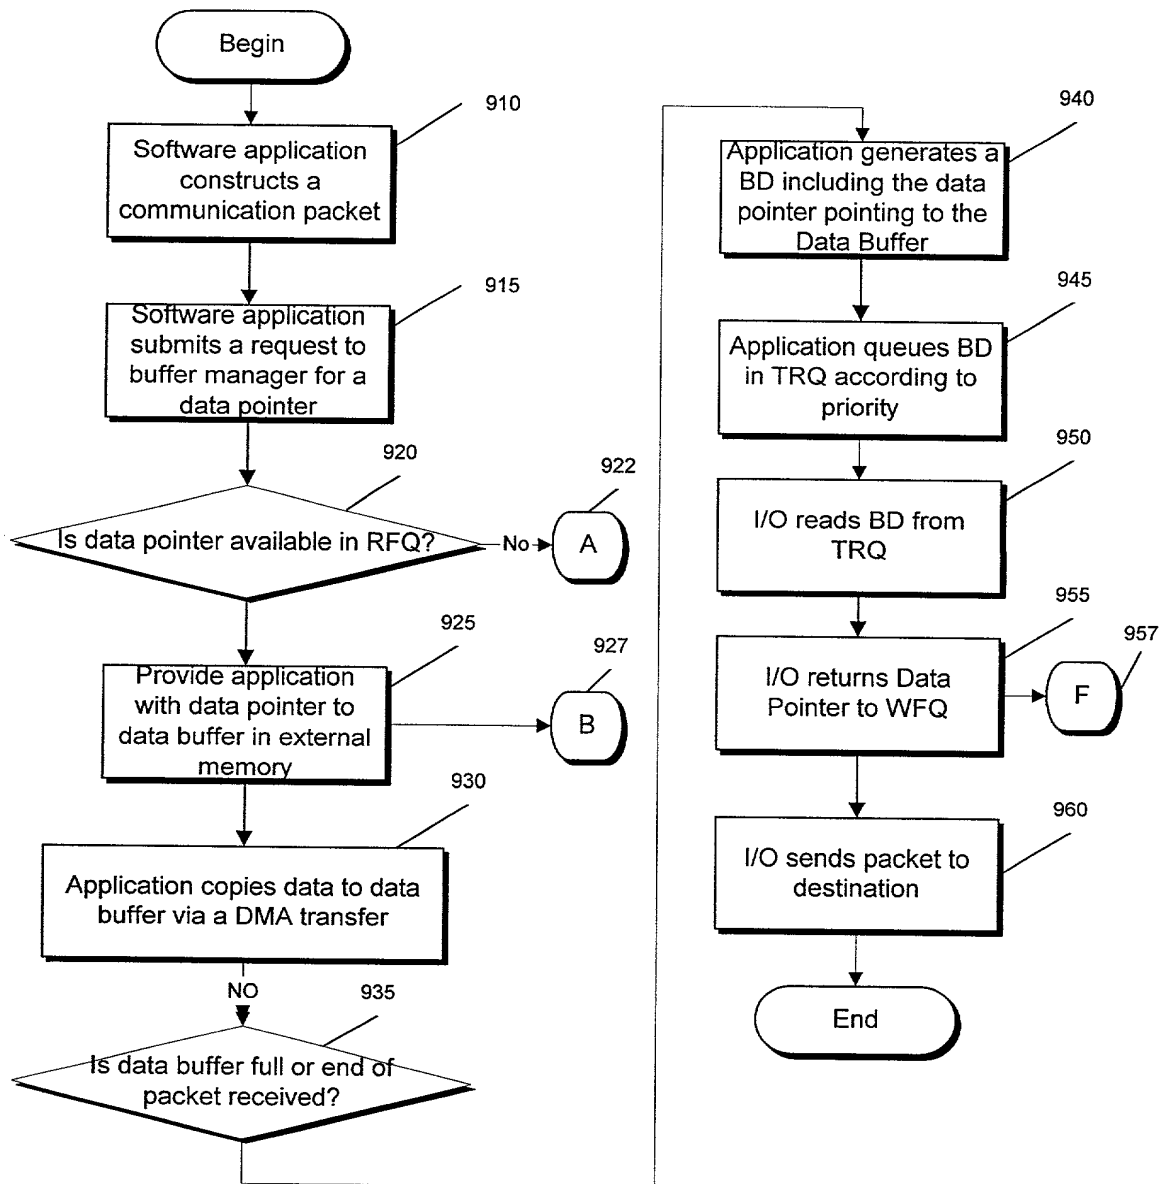 Begin
910
Software application
constructs a
communication packet
915
Software application
submits a request to
buffer manager for a
data pointer
920
Is data pointer available in RFQ?
No
922
A
925
Provide application
with data pointer to
data buffer in external
memory
927
B
930
Application copies data to data
buffer via a DMA transfer
NO
935
Is data buffer full or end of
packet received?
940
Application generates a
BD including the data
pointer pointing to the
Data Buffer
945
Application queues BD
in TRQ according to
priority
950
I/O reads BD from
TRQ
955
I/O returns Data
Pointer to WFQ
957
F
960
I/O sends packet to
destination
End